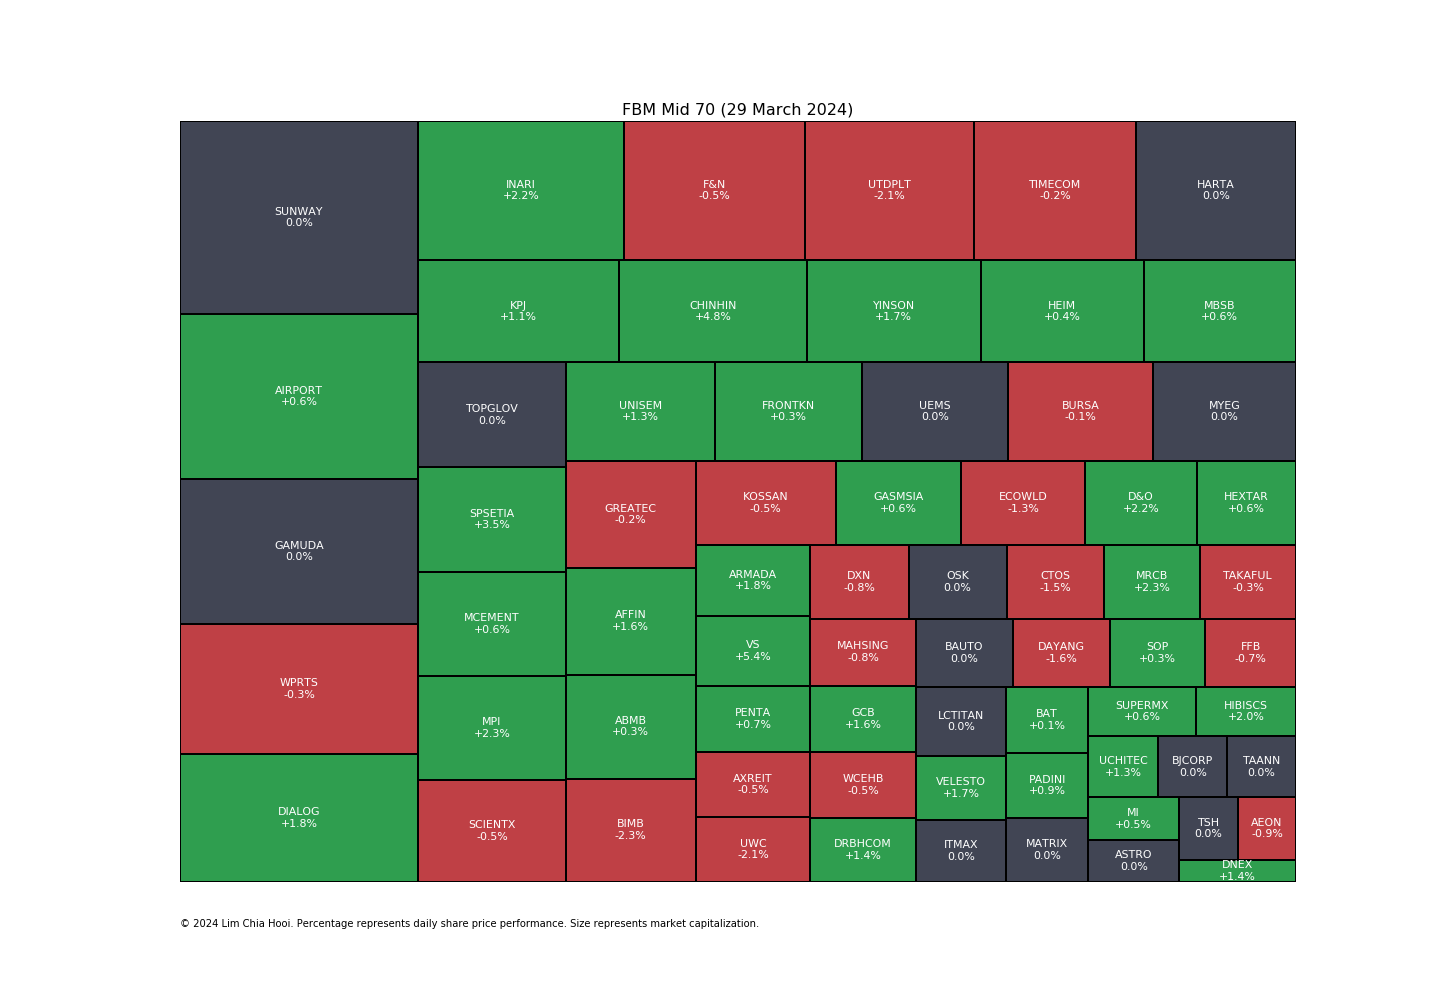 FBM Mid 70 (29 March 2024)
SUNWAY
0.0%
AIRPORT
+0.6%
GAMUDA
0.0%
WPRTS
-0.3%
DIALOG
+1.8%
INARI
+2.2%
F&N
-0.5%
UTDPLT
-2.1%
TIMECOM
-0.2%
HARTA
0.0%
KPJ
+1.1%
CHINHIN
+4.8%
YINSON
+1.7%
HEIM
+0.4%
MBSB
+0.6%
TOPGLOV
0.0%
SPSETIA
+3.5%
MCEMENT
+0.6%
MPI
+2.3%
SCIENTX
-0.5%
UNISEM
+1.3%
FRONTKN
+0.3%
UEMS
0.0%
BURSA
-0.1%
MYEG
0.0%
GREATEC
-0.2%
AFFIN
+1.6%
ABMB
+0.3%
BIMB
-2.3%
KOSSAN
-0.5%
GASMSIA
+0.6%
ECOWLD
-1.3%
D&O
+2.2%
HEXTAR
+0.6%
ARMADA
+1.8%
VS
+5.4%
PENTA
+0.7%
AXREIT
-0.5%
UWC
-2.1%
DXN
-0.8%
OSK
0.0%
CTOS
-1.5%
MRCB
+2.3%
TAKAFUL
-0.3%
MAHSING
-0.8%
GCB
+1.6%
WCEHB
-0.5%
DRBHCOM
+1.4%
BAUTO
0.0%
DAYANG
-1.6%
SOP
+0.3%
FFB
-0.7%
LCTITAN
0.0%
VELESTO
+1.7%
ITMAX
0.0%
BAT
+0.1%
PADINI
+0.9%
MATRIX
0.0%
SUPERMX
+0.6%
HIBISCS
+2.0%
UCHITEC
+1.3%
BJCORP
0.0%
TAANN
0.0%
MI
+0.5%
ASTRO
0.0%
TSH
0.0%
AEON
-0.9%
DNEX
+1.4%
© 2024 Lim Chia Hooi. Percentage represents daily share price performance. Size represents market capitalization.